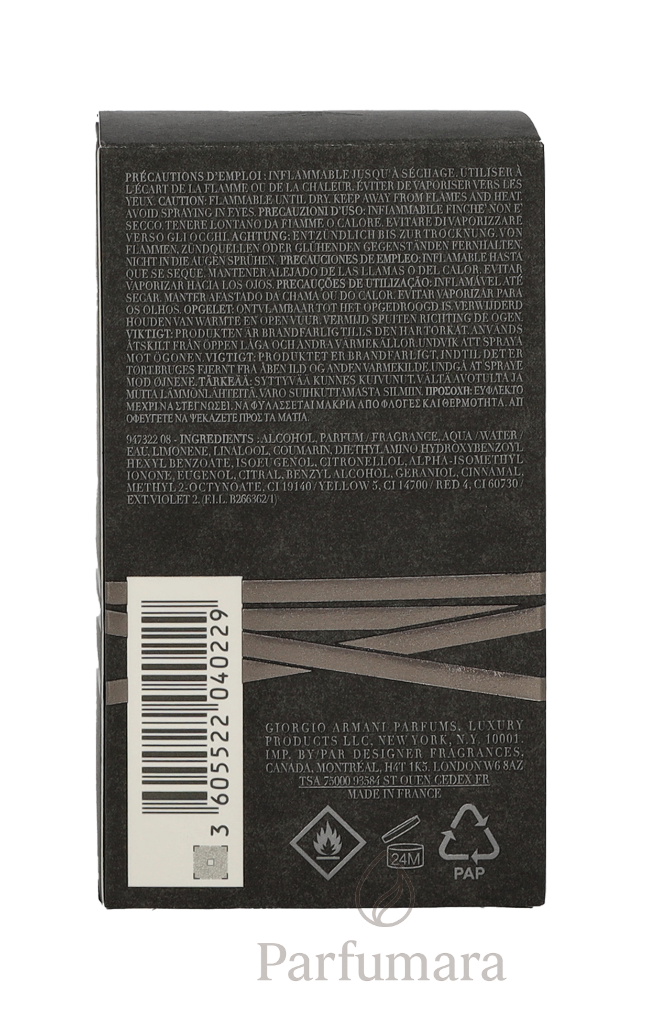 PRÉCAUTIONS D'EMPLOI : INFLAMMABLE JUSQU'À SÉCHAGE. UTILISER À
L'ÉCART DE LA FLAMME OU DE LA CHALEUR. ÉVITER DE VAPORISER VERS LES
YEUX. CAUTION: FLAMMABLE UNTIL DRY. KEEP AWAY FROM FLAMES AND HEAT.
AVOID SPRAYING IN EYES. PRECAUZIONI D'USO: INFIAMMABILE FINCHE' NON E'
SECCO. TENERE LONTANO DA FIAMME O CALORE. EVITARE DI VAPORIZZARE
VERSO GLI OCCHI. ACHTUNG: ENTZÜNDLICH BIS ZUR TROCKNUNG. VON
FLAMMEN, ZÜNDQUELLEN ODER GLÜHENDEN GEGENSTÄNDEN FERNHALTEN.
NICHT IN DIE AUGEN SPRÜHEN. PRECAUCIONES DE EMPLEO: INFLAMABLE HASTA
QUE SE SEQUE. MANTENER ALEJADO DE LAS LLAMAS O DEL CALOR. EVITAR
VAPORIZAR HACIA LOS OJOS. PRECAUÇÕES DE UTILIZAÇÃO: INFLAMÁVEL ATÉ
SEGAR. MANTER AFASTADO DA CHAMA OU DO CALOR. EVITAR VAPORIZAR PARA
OS OLHOS. OPGELET: ONTVLAMBAAR TOT HET OPGEDROOGD IS. VERWIJDERD
HOUDEN VAN WARMTE EN OPEN VUUR. VERMIJD SPUITEN RICHTING DE OGEN.
VIKTIGT: PRODUKTEN ÄR BRANDFARLIG TILLS DEN HAR TORKAT. ANVÄNDS
ÅTSKILT FRÅN ÖPPEN LÅGA OCH ANDRA VÄRMEKÄLLOR. UNDVIK ATT SPRAYA
MOT ÖGONEN. VIGTIGT: PRODUKTET ER BRANDFARLIGT, INDTIL DET ER
TØRT. BRUGES FJERNT FRA ÅBEN ILD OG ANDEN VARMEKILDE. UNDGÅ AT SPRAYE
MOD ØJNENE. TÄRKEÄÄ: SYTTYVÄÄ KUNNES KUIVUNUT. VÄLTÄ AVOTULTA JA
MUITA LÄMMÖNLÄHTEITÄ. VARO SUIHKUTTAMASTA SILMIIN. ΠΡΟΣΟΧΗ: ΕΥΦΛΕΚΤΟ
ΜΕΧΡΙ ΝΑ ΣΤΕΓΝΩΣΕΙ. ΝΑ ΦΥΛΑΣΣΕΤΑΙ ΜΑΚΡΙΑ ΑΠΟ ΦΛΟΓΕΣ ΚΑΙ ΘΕΡΜΟΤΗΤΑ. ΑΠ
ΟΦΕΥΓΕΤΕ ΝΑ ΨΕΚΑΖΕΤΕ ΠΡΟΣ ΤΑ ΜΑΤΙΑ.
947322 08 - INGREDIENTS : ALCOHOL, PARFUM / FRAGRANCE, AQUA / WATER /
EAU, LIMONENE, LINALOOL, COUMARIN, DIETHYLAMINO HYDROXYBENZOYL
HEXYL BENZOATE, ISOEUGENOL, CITRONELLOL, ALPHA-ISOMETHYL
IONONE, EUGENOL, CITRAL, BENZYL ALCOHOL, GERANIOL, CINNAMAL,
METHYL 2-OCTYNOATE, CI 19140 / YELLOW 5, CI 14700 / RED 4, CI 60730 /
EXT. VIOLET 2. (F.I.L. B266362/1)
3 605522 040229
GIORGIO ARMANI PARFUMS, LUXURY
PRODUCTS LLC, NEW YORK, N.Y. 10001.
IMP. BY/PAR DESIGNER FRAGRANCES,
CANADA, MONTRÉAL, H4T 1K5. LONDON W6 8AZ
TSA 75000 93584 ST OUEN CEDEX FR
MADE IN FRANCE
24M
PAP
Parfumara